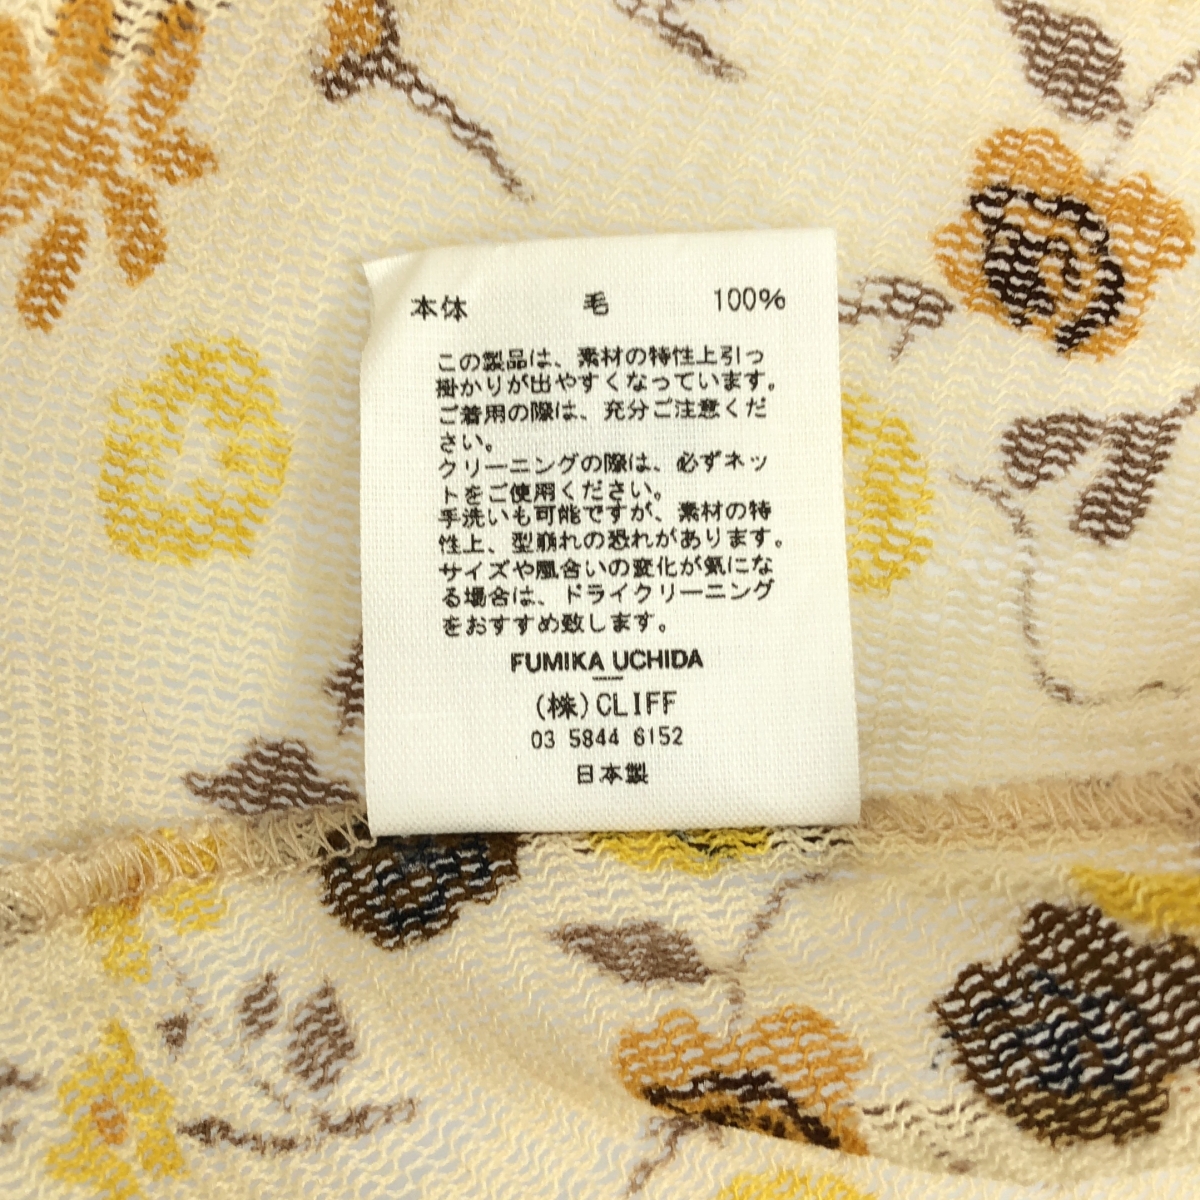 本体 毛 100%
この製品は、素材の特性上引っ
掛かりが出やすくなっています。
ご着用の際は、充分ご注意くだ
さい。
クリーニングの際は、必ずネッ
トをご使用ください。
手洗いも可能ですが、素材の特
性上、型崩れの恐れがあります。
サイズや風合いの変化が気にな
る場合は、ドライクリーニング
をおすすめ致します。
FUMIKA UCHIDA
(株)CLIFF
03 5844 6152
日本製